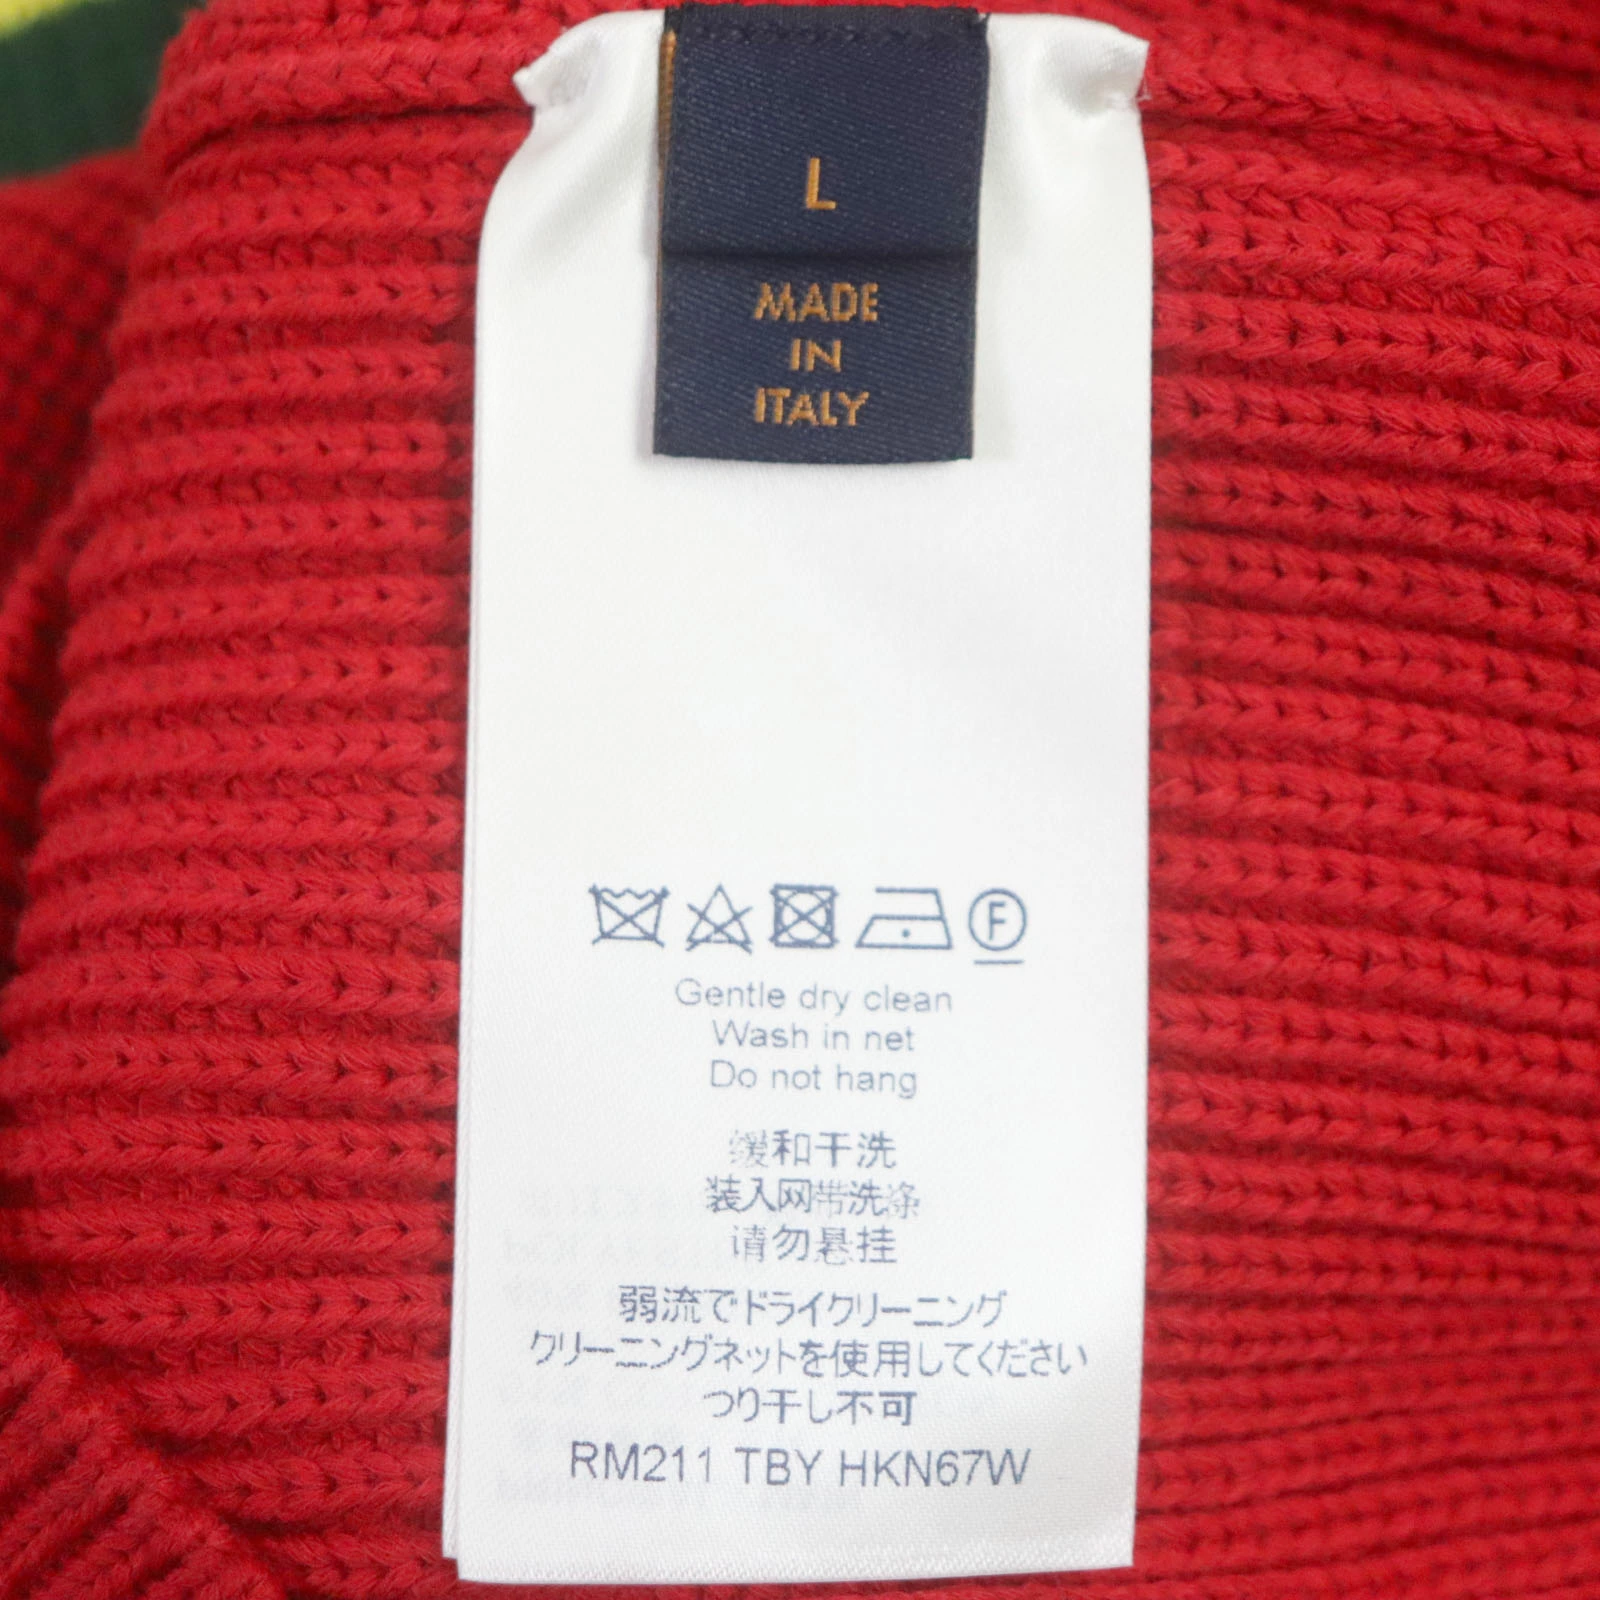 L
MADE
IN
ITALY
F
Gentle dry clean
Wash in net
Do not hang
缓和干洗
装入网带洗涤
请勿悬挂
弱流でドライクリーニング
クリーニングネットを使用してください
つり干し不可
RM211 TBY HKN67W